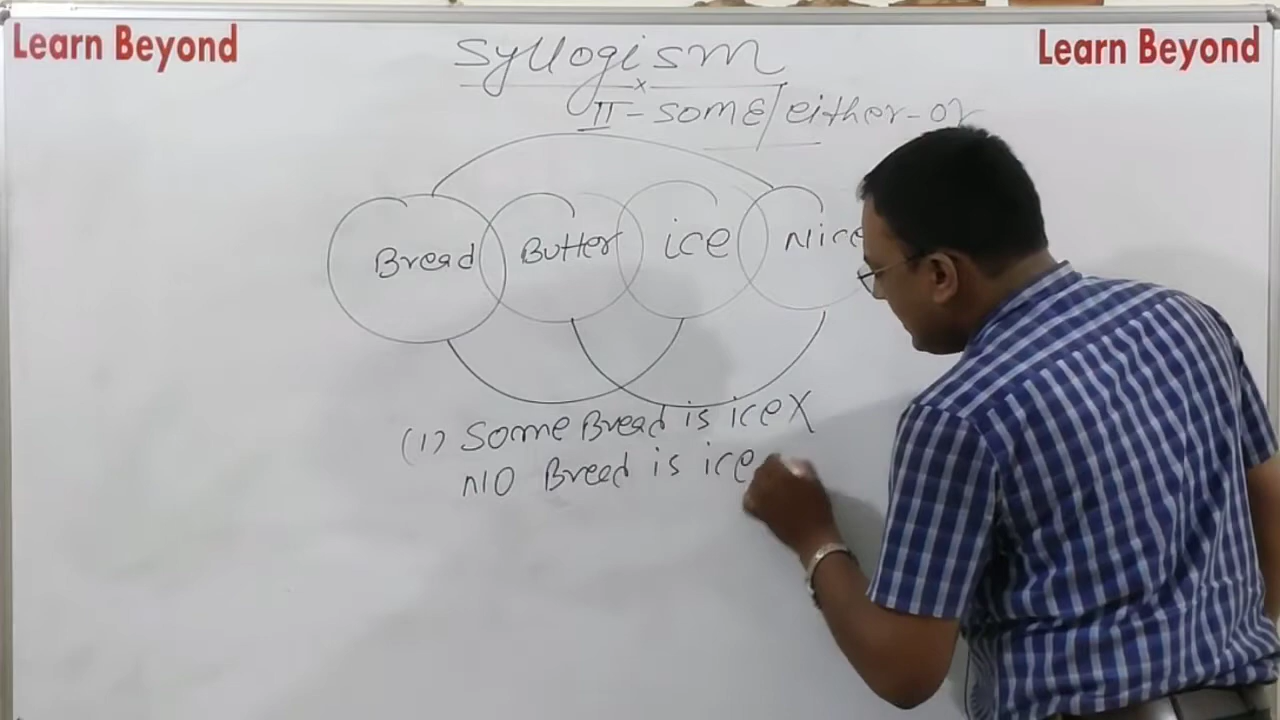 Learn Beyond
Learn Beyond
Syllogism
x
II - some/either-or
Bread Butter ice Nice
(1) Some Bread is ice X
NO Breed is ice